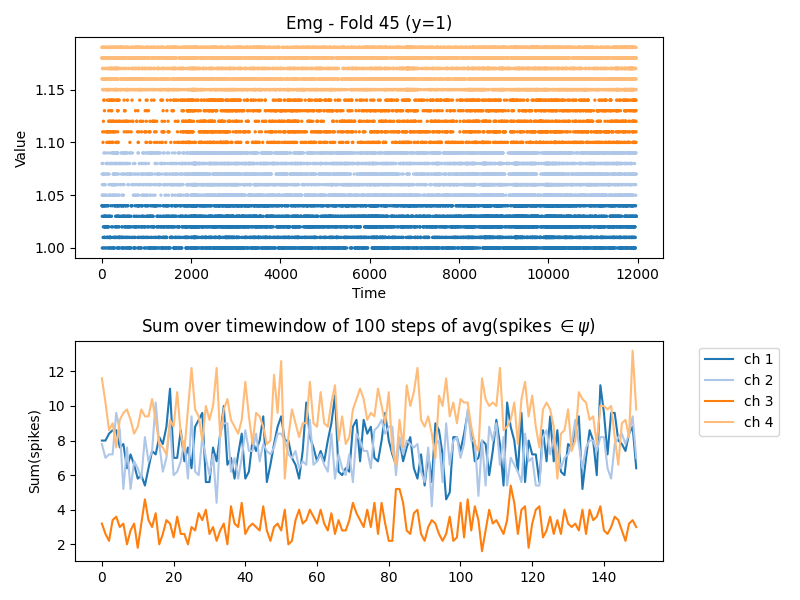 Emg - Fold 45 (y=1)
Value
1.15
1.10
1.05
1.00
0 2000 4000 6000 8000 10000 12000
Time
Sum over timewindow of 100 steps of avg(spikes ∈ ψ)
Sum(spikes)
12
10
8
6
4
2
0 20 40 60 80 100 120 140
ch 1
ch 2
ch 3
ch 4